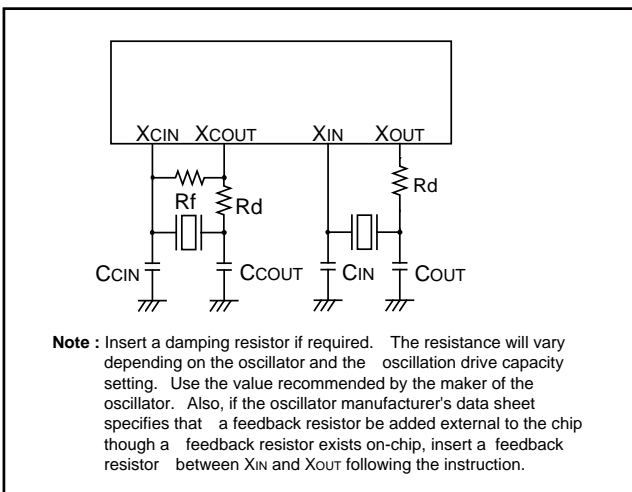 XCIN XCOUT XIN XOUT
Rf Rd Rd
CCIN CCOUT CIN COUT
Note : Insert a damping resistor if required. The resistance will vary
depending on the oscillator and the oscillation drive capacity
setting. Use the value recommended by the maker of the
oscillator. Also, if the oscillator manufacturer's data sheet
specifies that a feedback resistor be added external to the chip
though a feedback resistor exists on-chip, insert a feedback
resistor between XIN and XOUT following the instruction.